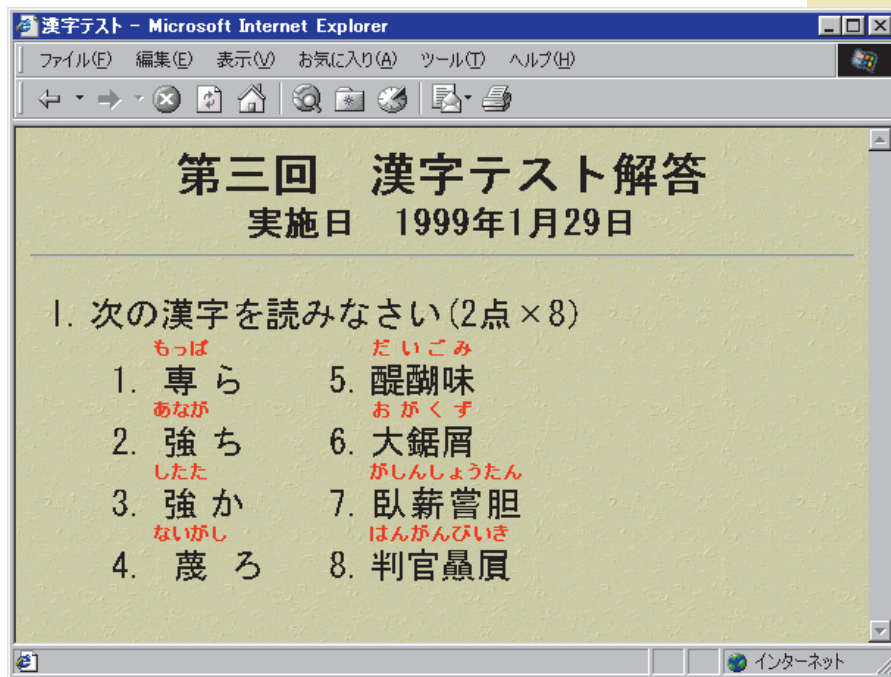 漢字テスト - Microsoft Internet Explorer
ファイル(F) 編集(E) 表示(V) お気に入り(A) ツール(T) ヘルプ(H)
第三回 漢字テスト解答
実施日 1999年1月29日
I. 次の漢字を読みなさい(2点×8)
もっぱ だいごみ
1. 専ら 5. 醍醐味
あなが おがくず
2. 強ち 6. 大鋸屑
したた がしんしょうたん
3. 強か 7. 臥薪嘗胆
ないがし はんがんびいき
4. 蔑ろ 8. 判官贔屓
インターネット